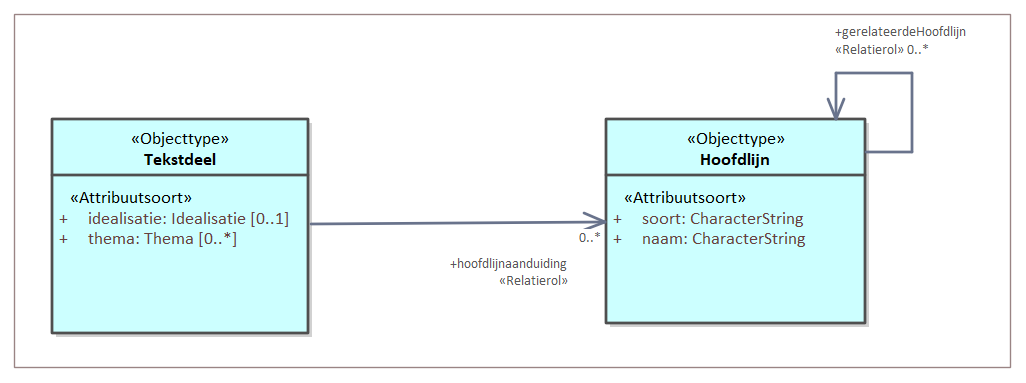 +gerelateerdeHoofdlijn
«Relatierol» 0..*
«Objecttype»
Tekstdeel
«Attribuutsoort»
+ idealisatie: Idealisatie [0..1]
+ thema: Thema [0..*]
«Objecttype»
Hoofdlijn
«Attribuutsoort»
+ soort: CharacterString
+ naam: CharacterString
0..*
+hoofdlijnaanduiding
«Relatierol»